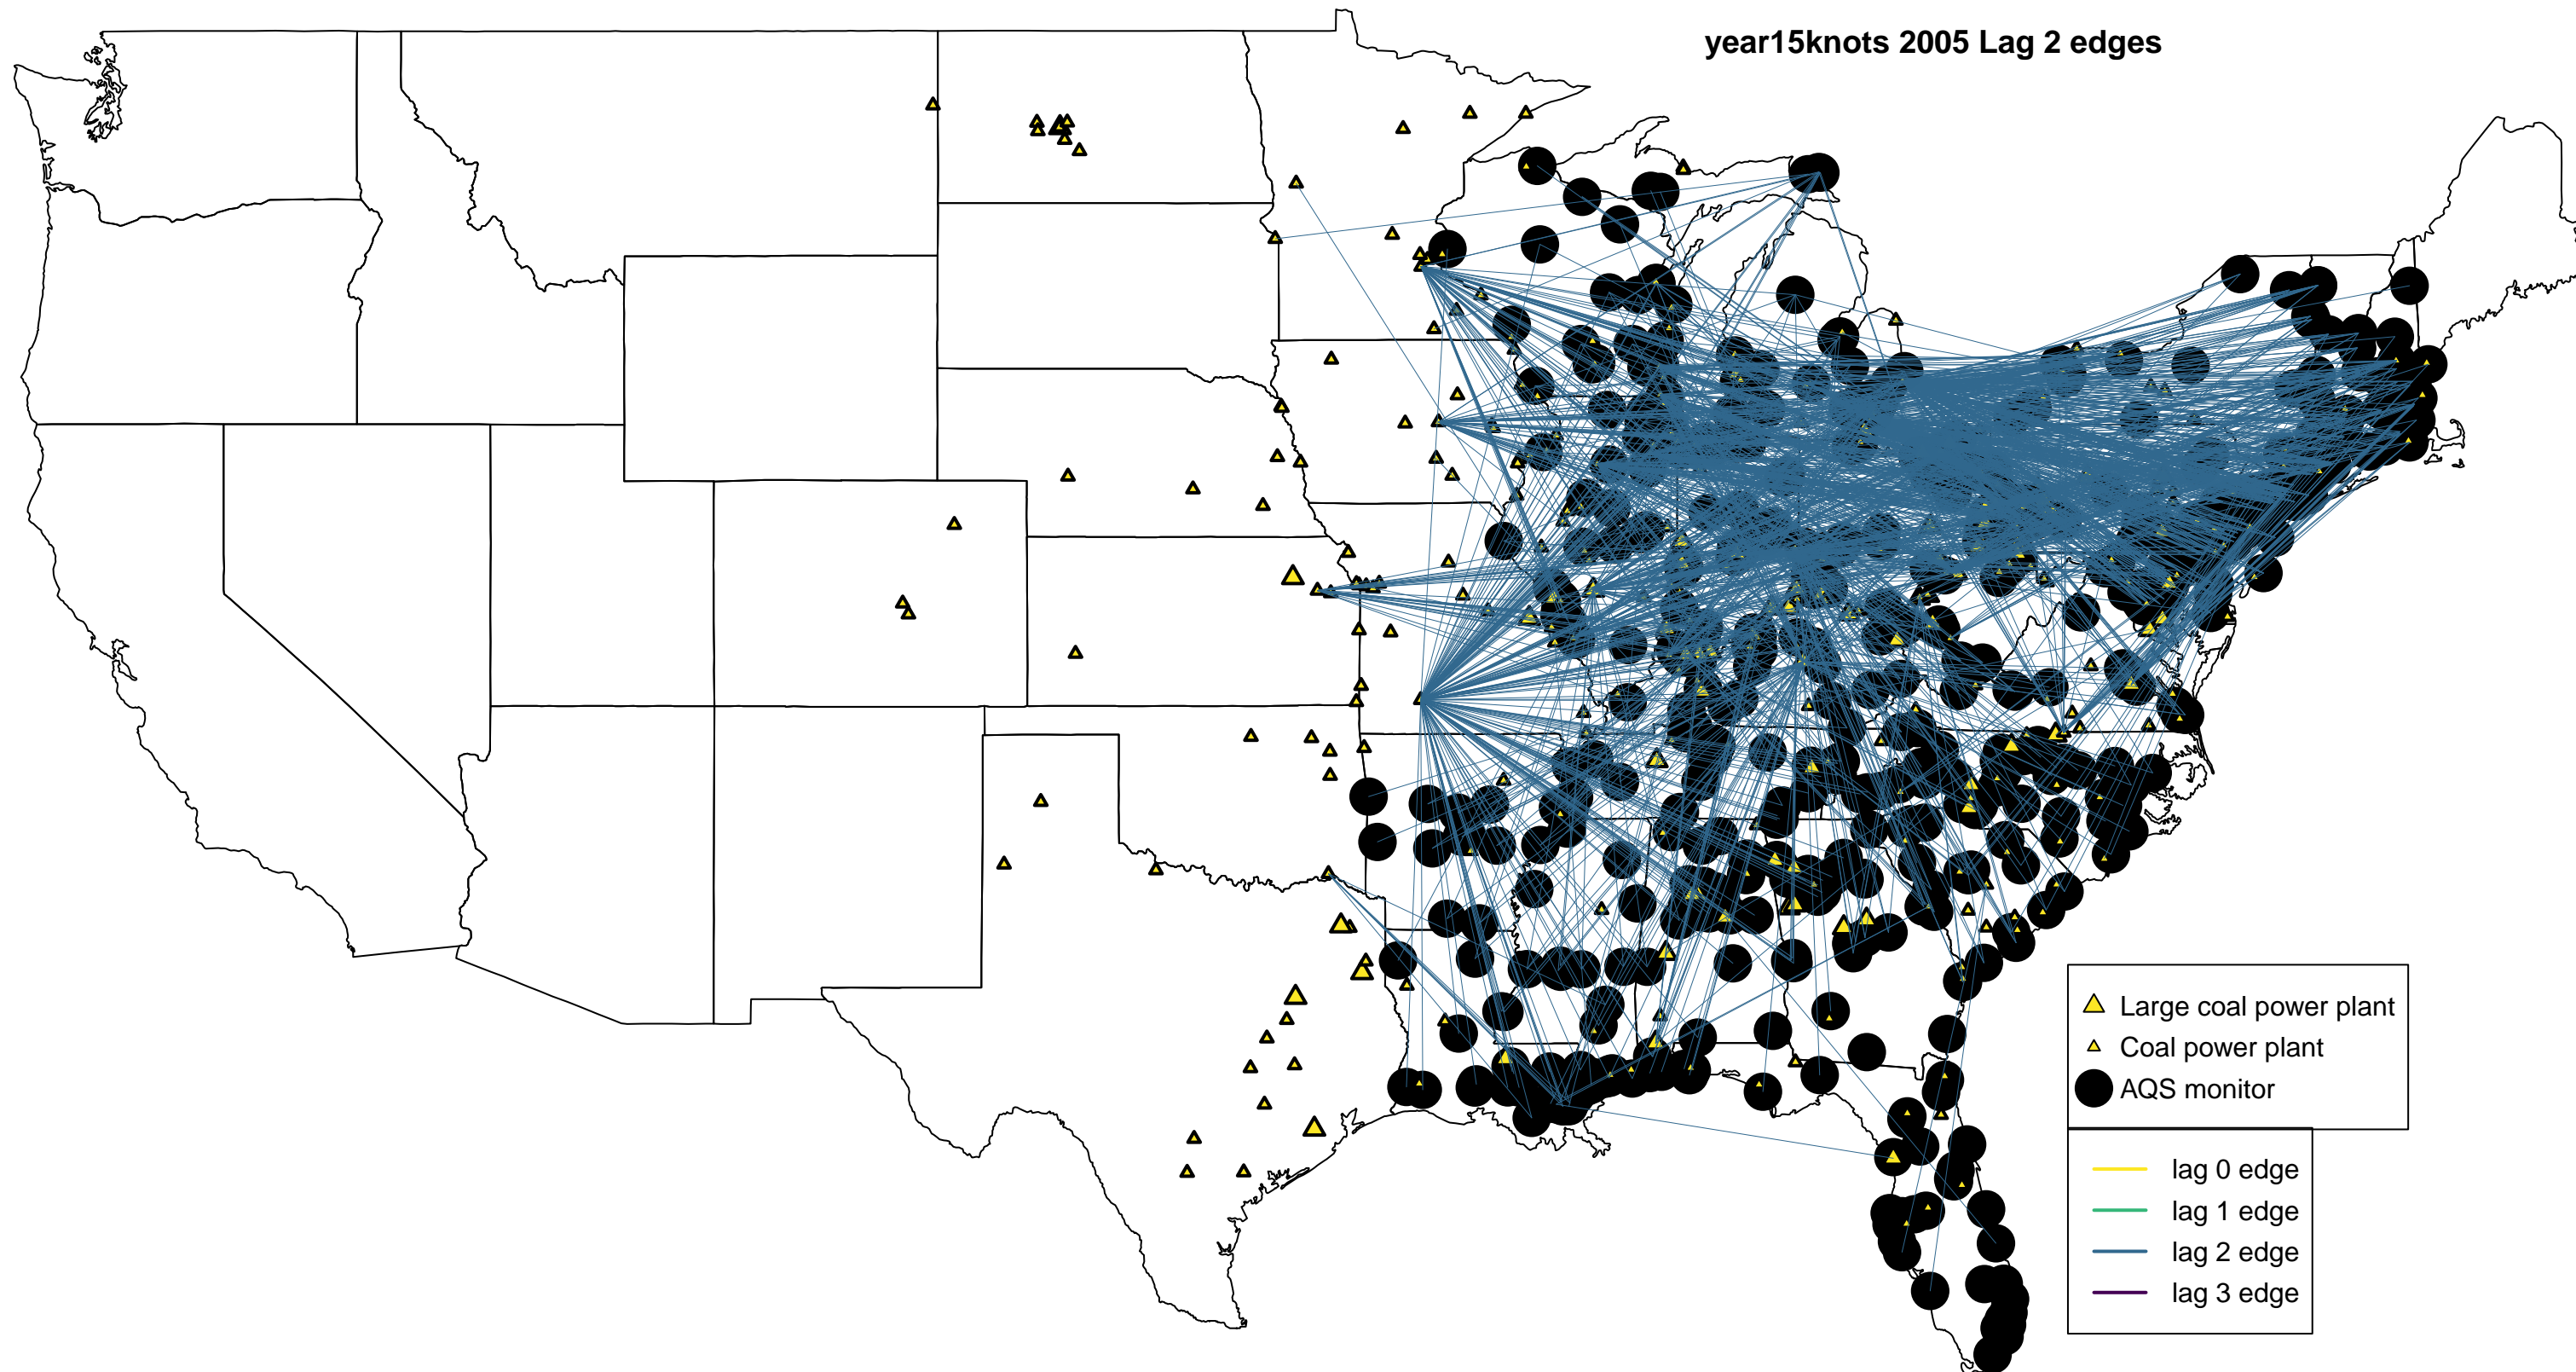 year15knots 2005 Lag 2 edges
Large coal power plant
Coal power plant
AQS monitor
lag 0 edge
lag 1 edge
lag 2 edge
lag 3 edge